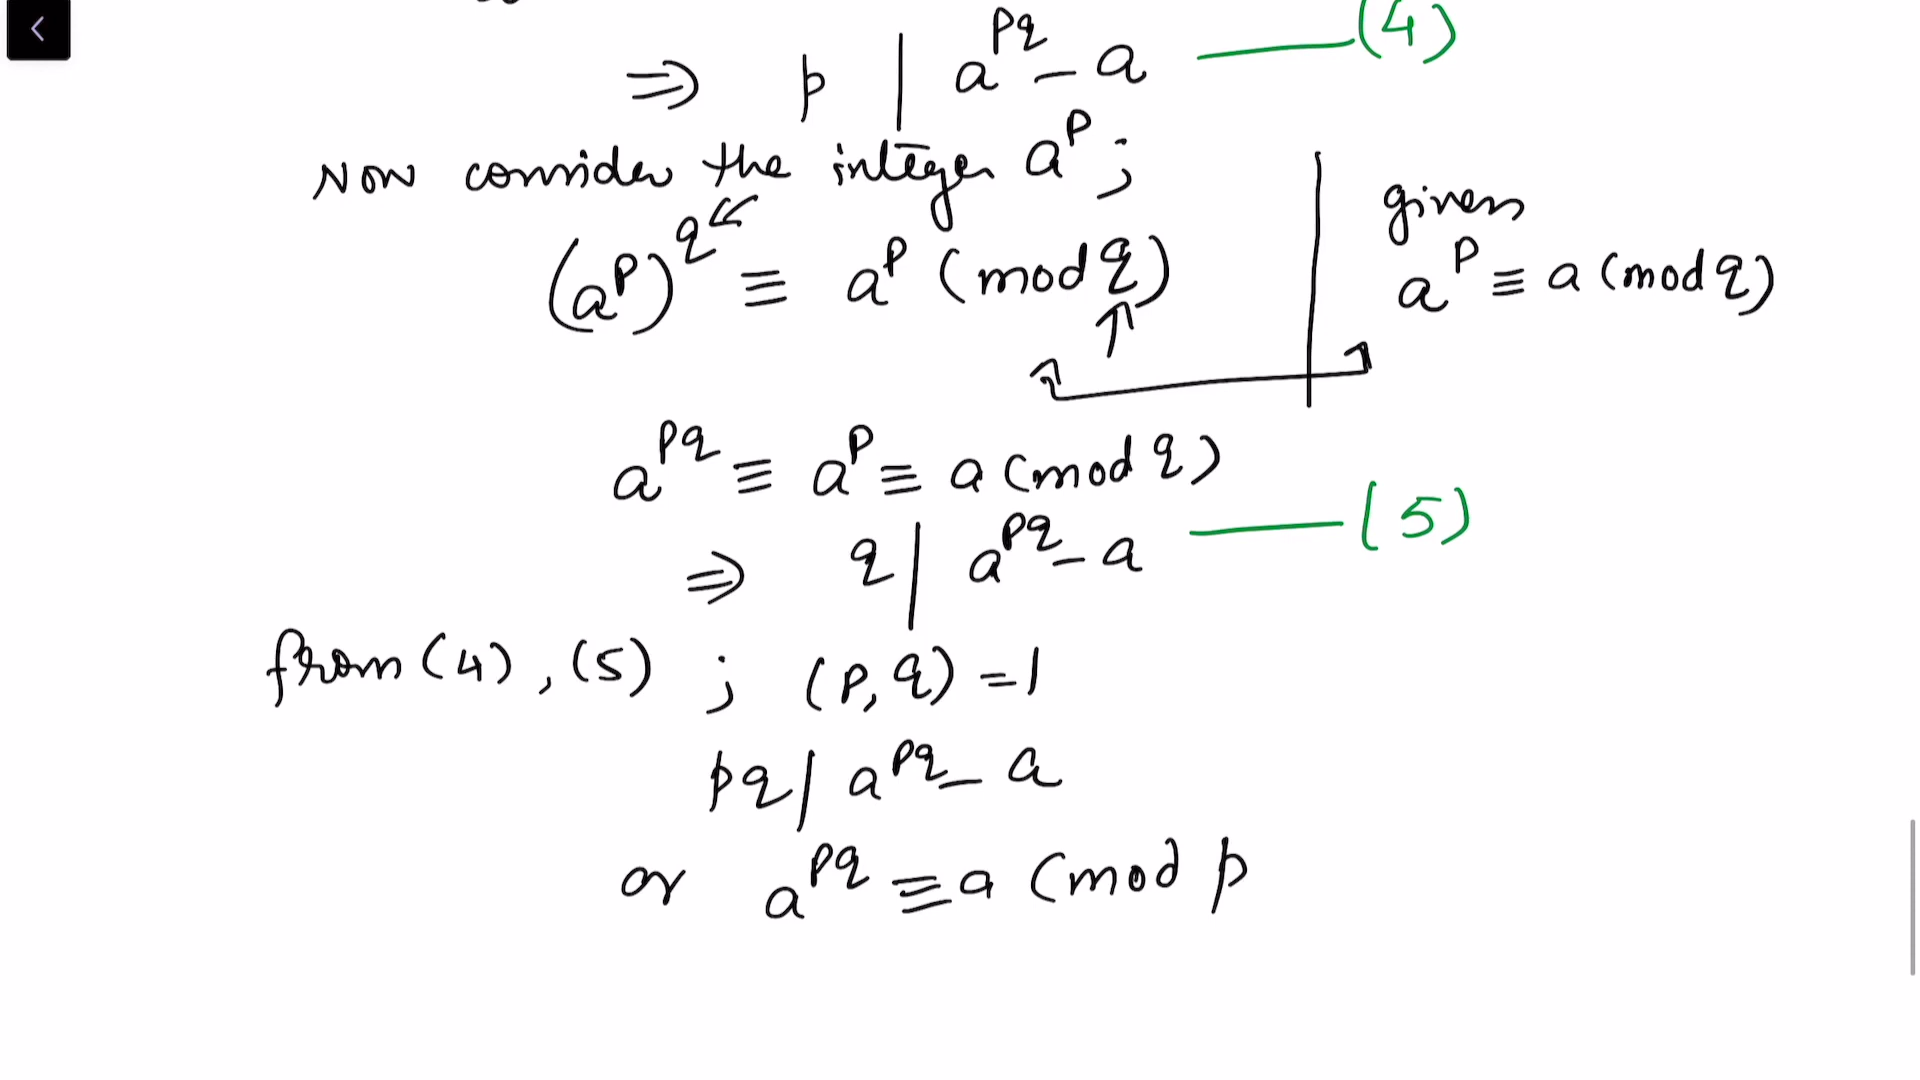 ⇒ p | a^{pq} - a —— (4)
Now consider the integer a^p ;
(a^p)^q ≡ a^p (mod q)
given
a^p ≡ a (mod q)
a^{pq} ≡ a^p ≡ a (mod q)
⇒ q | a^{pq} - a —— (5)
from (4), (5) ; (p, q) = 1
pq | a^{pq} - a
or a^{pq} ≡ a (mod p